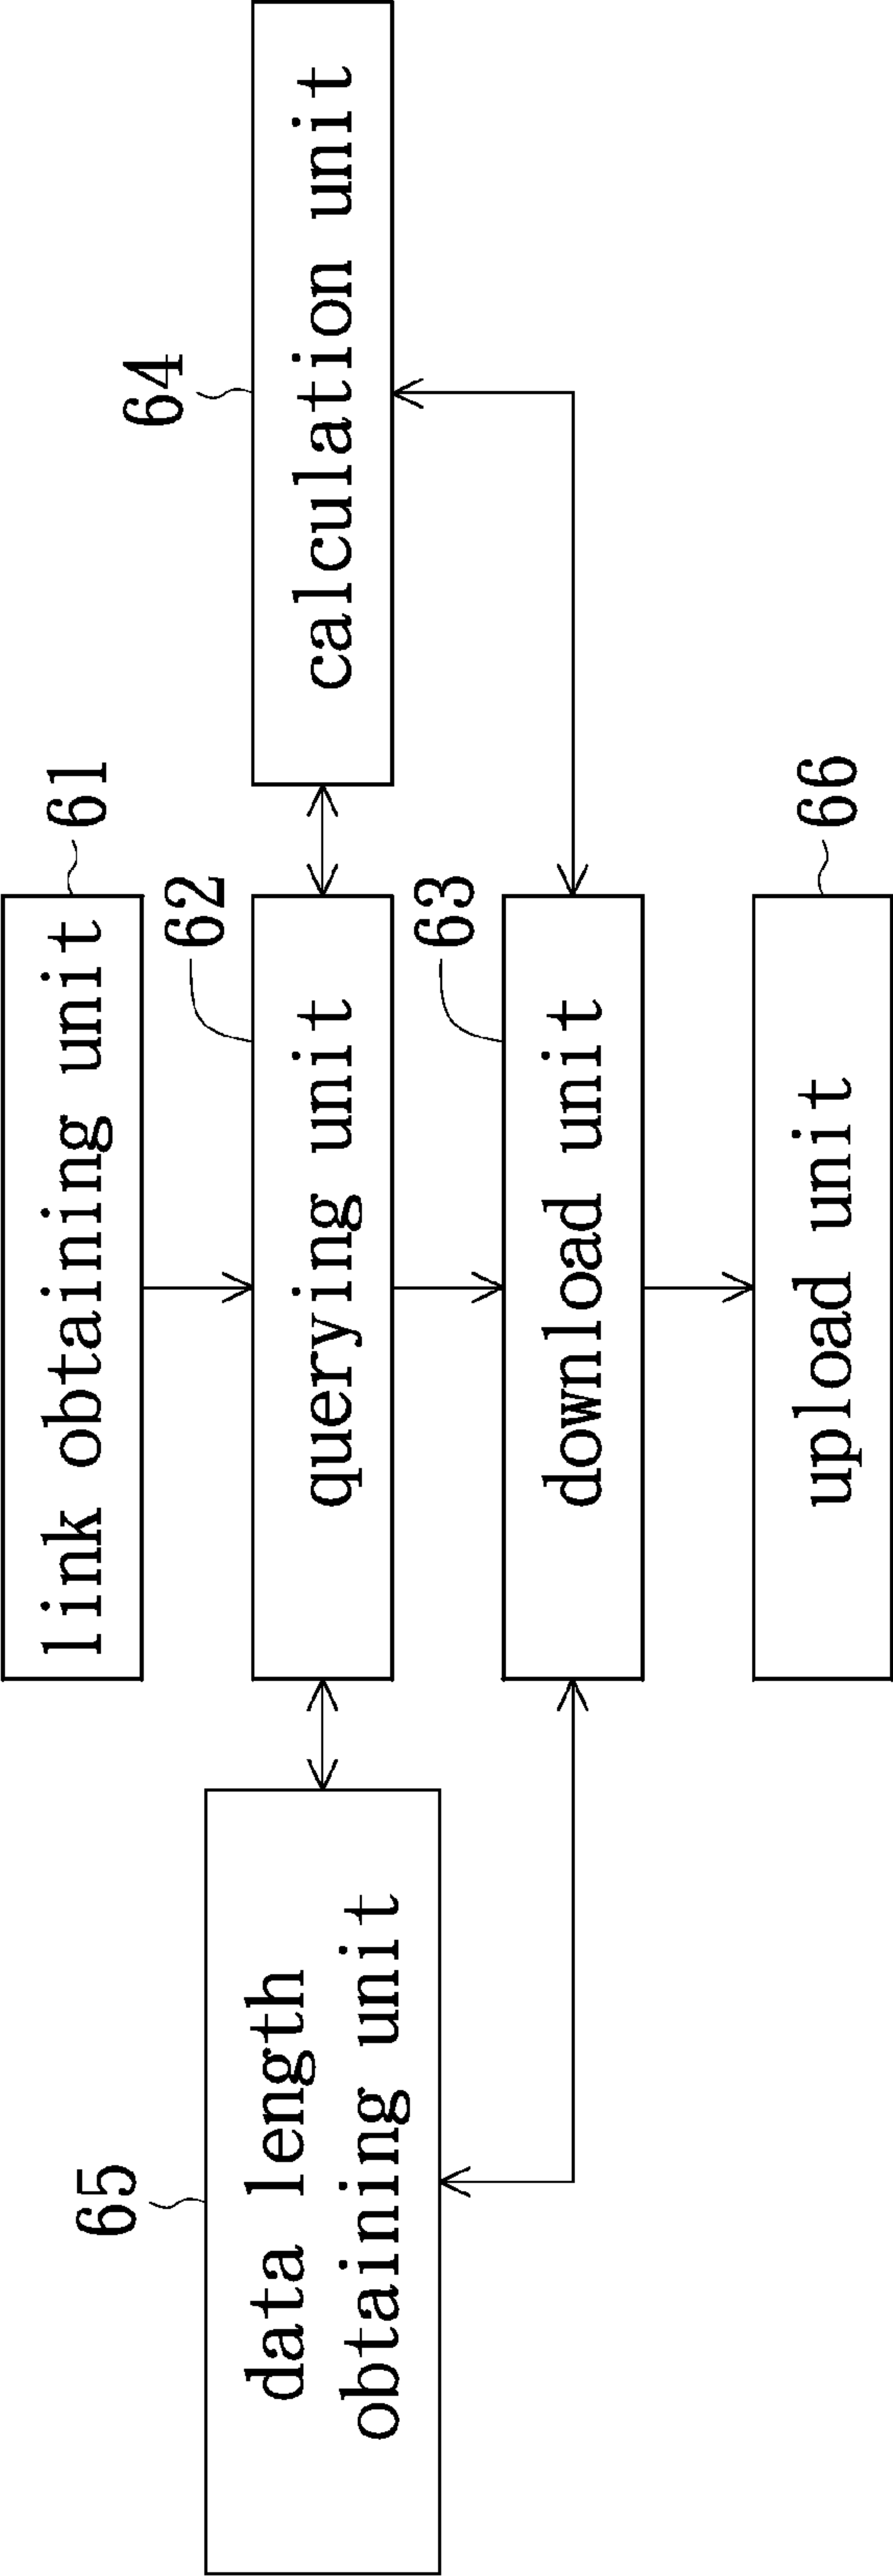 link obtaining unit
61
data length
obtaining unit
65
querying unit
62
calculation unit
64
download unit
63
upload unit
66